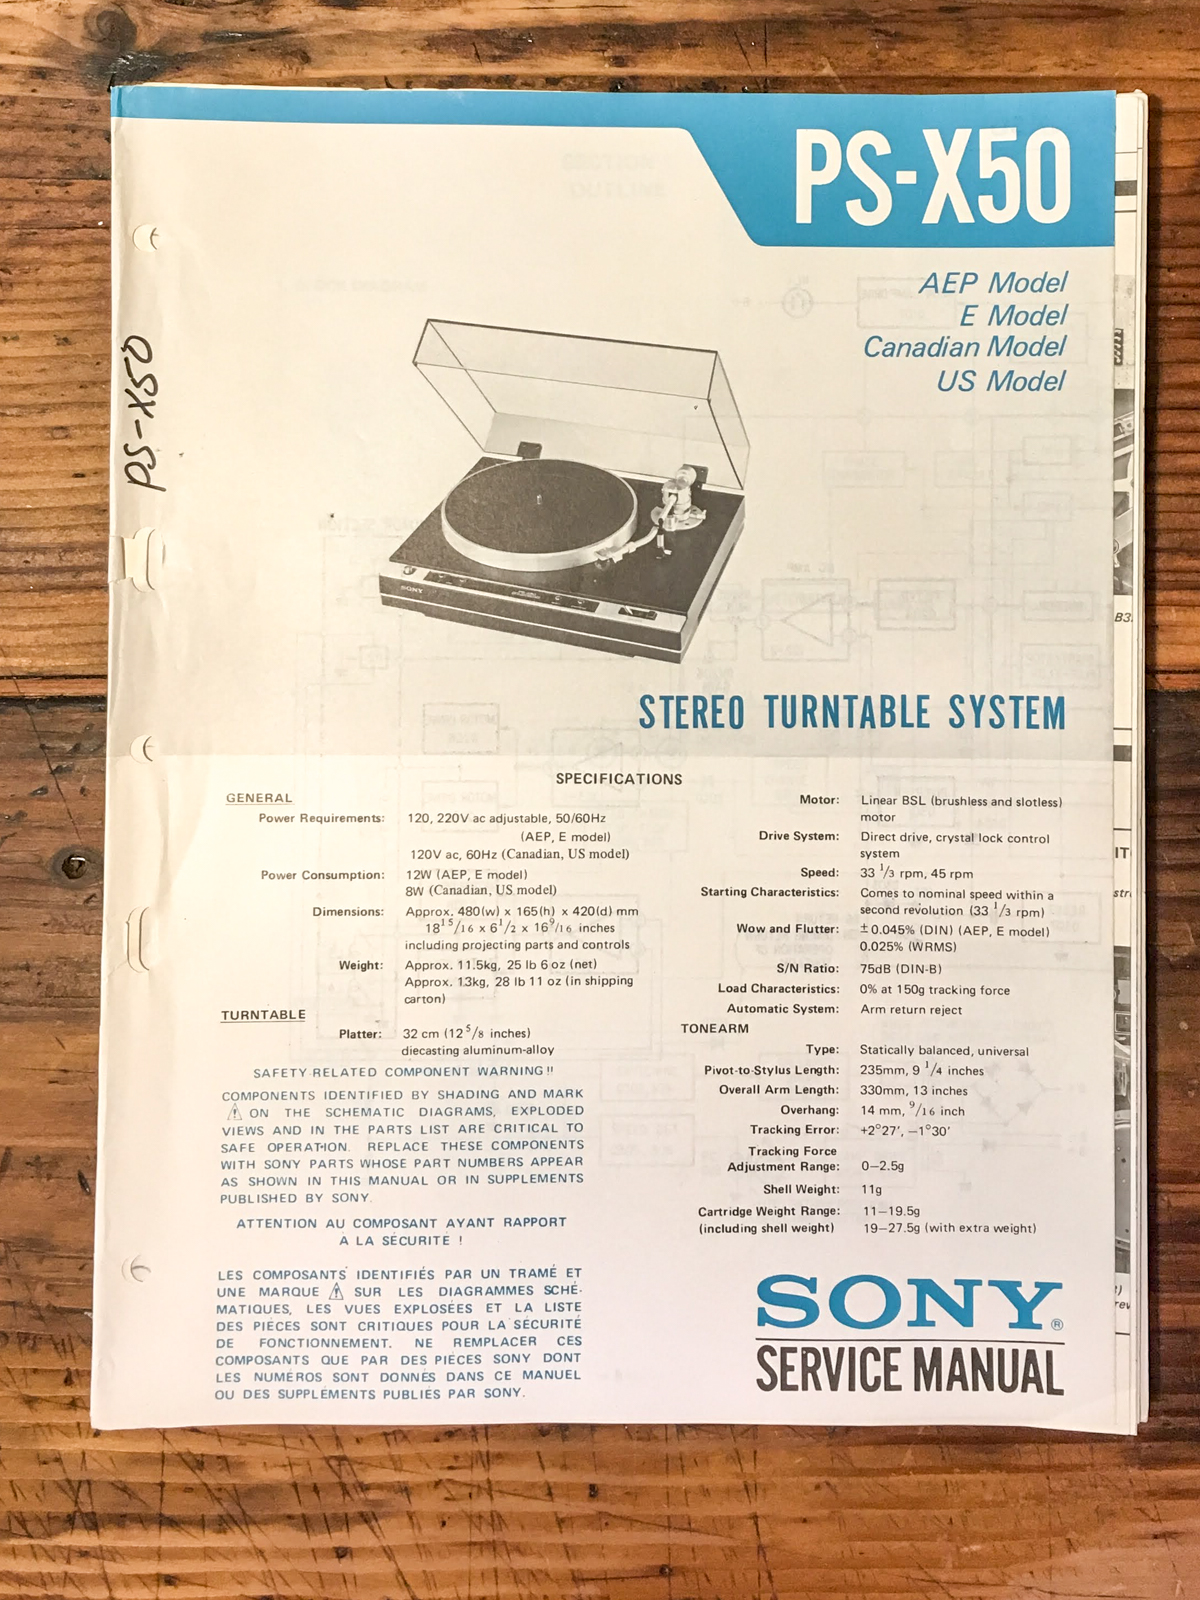 PS-X50
AEP Model
E Model
Canadian Model
US Model
PS-X50
SONY
STEREO TURNTABLE SYSTEM
SPECIFICATIONS
GENERAL
Power Requirements: 120, 220V ac adjustable, 50/60Hz
(AEP, E model)
120V ac, 60Hz (Canadian, US model)
Power Consumption: 12W (AEP, E model)
8W (Canadian, US model)
Dimensions: Approx. 480(w) x 165(h) x 420(d) mm
18 15/16 x 6 1/2 x 16 9/16 inches
including projecting parts and controls
Weight: Approx. 11.5kg, 25 lb 6 oz (net)
Approx. 13kg, 28 lb 11 oz (in shipping
carton)
TURNTABLE
Platter: 32 cm (12 5/8 inches)
diecasting aluminum-alloy
SAFETY-RELATED COMPONENT WARNING!!
COMPONENTS IDENTIFIED BY SHADING AND MARK
⚠ ON THE SCHEMATIC DIAGRAMS, EXPLODED
VIEWS AND IN THE PARTS LIST ARE CRITICAL TO
SAFE OPERATION. REPLACE THESE COMPONENTS
WITH SONY PARTS WHOSE PART NUMBERS APPEAR
AS SHOWN IN THIS MANUAL OR IN SUPPLEMENTS
PUBLISHED BY SONY.
ATTENTION AU COMPOSANT AYANT RAPPORT
À LA SÉCURITÉ !
LES COMPOSANTS IDENTIFIÉS PAR UN TRAMÉ ET
UNE MARQUE ⚠ SUR LES DIAGRAMMES SCHÉ-
MATIQUES, LES VUES EXPLOSÉES ET LA LISTE
DES PIÈCES SONT CRITIQUES POUR LA SÉCURITÉ
DE FONCTIONNEMENT. NE REMPLACER CES
COMPOSANTS QUE PAR DES PIÈCES SONY DONT
LES NUMÉROS SONT DONNÉS DANS CE MANUEL
OU DES SUPPLÉMENTS PUBLIÉS PAR SONY.
Motor: Linear BSL (brushless and slotless)
motor
Drive System: Direct drive, crystal lock control
system
Speed: 33 1/3 rpm, 45 rpm
Starting Characteristics: Comes to nominal speed within a
second revolution (33 1/3 rpm)
Wow and Flutter: ±0.045% (DIN) (AEP, E model)
0.025% (WRMS)
S/N Ratio: 75dB (DIN-B)
Load Characteristics: 0% at 150g tracking force
Automatic System: Arm return reject
TONEARM
Type: Statically balanced, universal
Pivot-to-Stylus Length: 235mm, 9 1/4 inches
Overall Arm Length: 330mm, 13 inches
Overhang: 14 mm, 9/16 inch
Tracking Error: +2°27′, −1°30′
Tracking Force
Adjustment Range: 0−2.5g
Shell Weight: 11g
Cartridge Weight Range: 11−19.5g
(including shell weight) 19−27.5g (with extra weight)
SONY®
SERVICE MANUAL